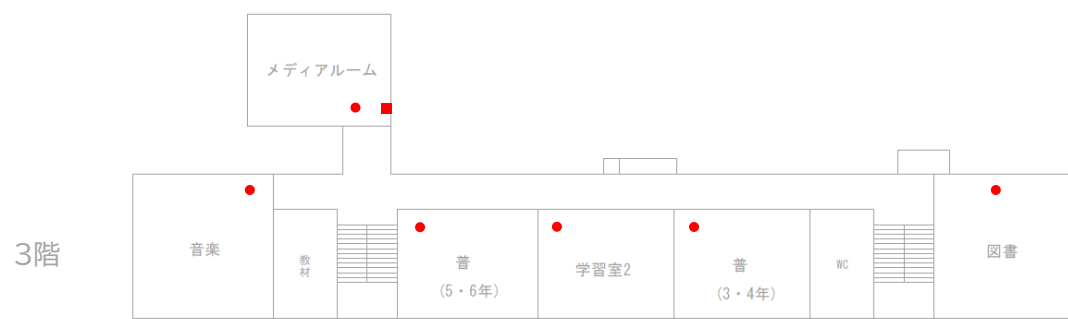 メディアルーム
3階
音楽
教
材
普
(5・6年)
学習室2
普
(3・4年)
WC
図書